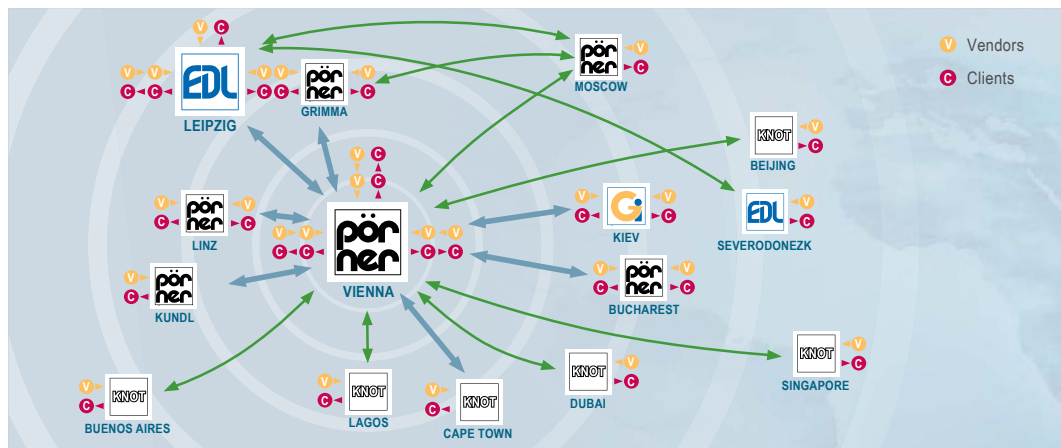 V C
V V V V V V
EDL
pör
ner
C C C C C C
LEIPZIG
GRIMMA
pör
ner
V
C
MOSCOW
V Vendors
C Clients
KNOT
V
C
BEIJING
V C
V C
V V
pör
ner
C C
LINZ
V V V V
pör
ner
C C C C
VIENNA
V V
Gi
C C
KIEV
EDL
V
C
SEVERODONEZK
V
pör
ner
C
KUNDL
V V
pör
ner
C C
BUCHAREST
V
KNOT
C
BUENOS AIRES
V
KNOT
C
LAGOS
V
KNOT
C
CAPE TOWN
V
KNOT
C
DUBAI
V
KNOT
C
SINGAPORE